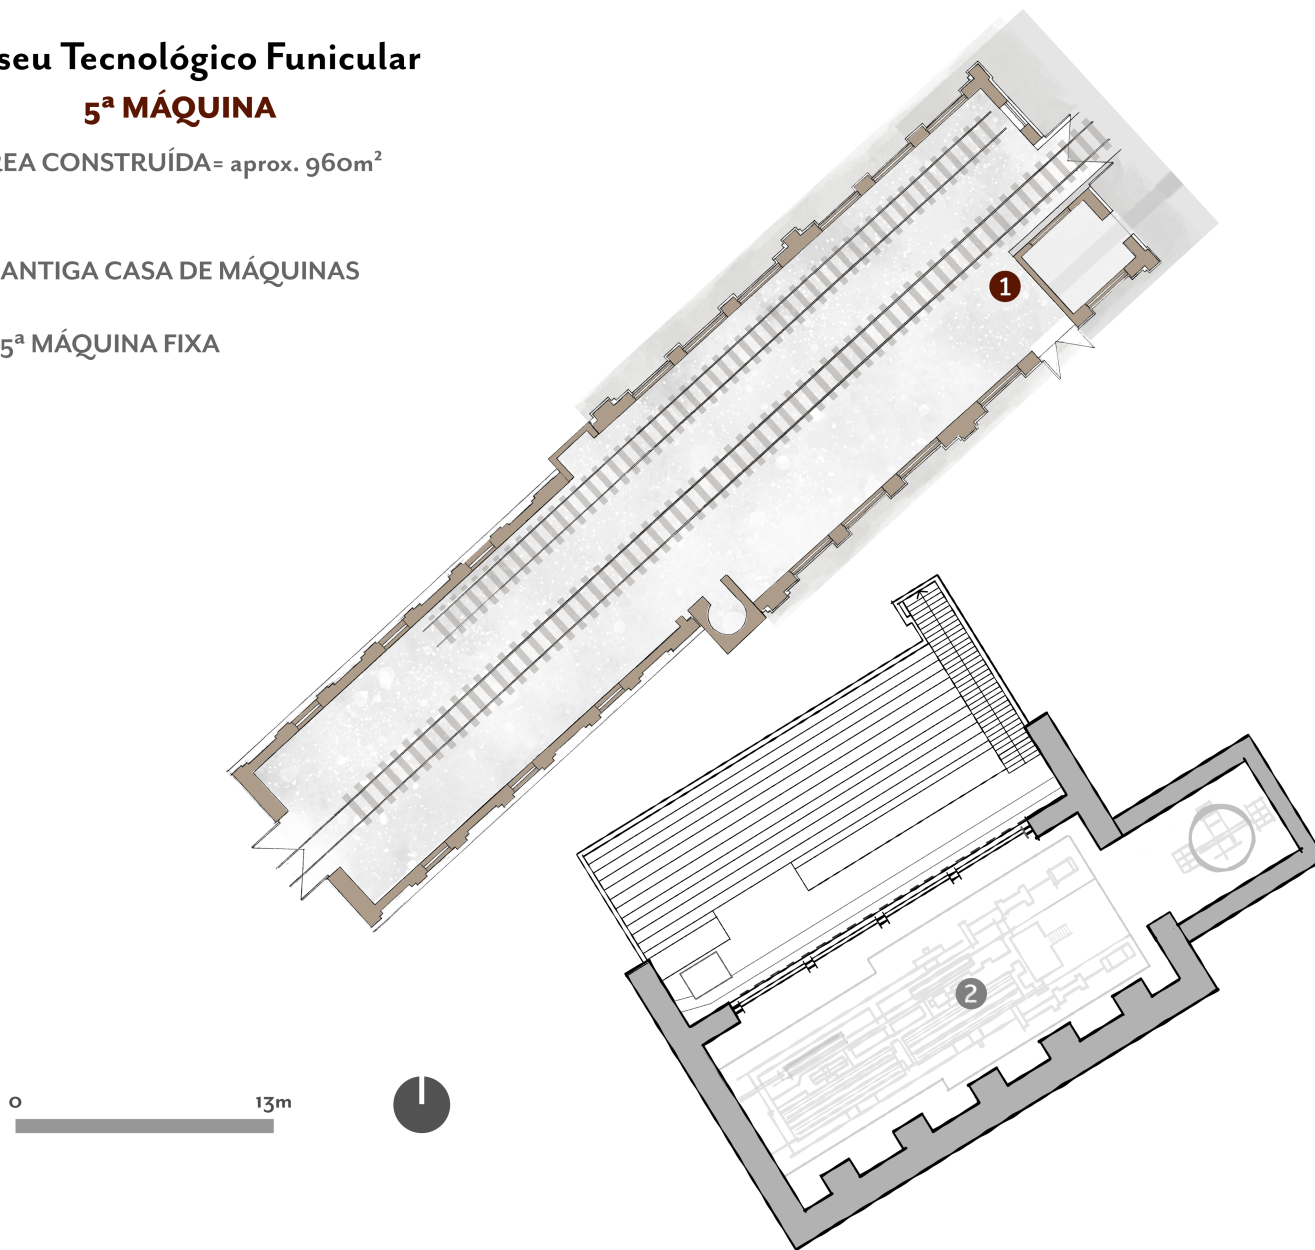 seu Tecnológico Funicular
5ª MÁQUINA
EA CONSTRUÍDA= aprox. 960m²
ANTIGA CASA DE MÁQUINAS
5ª MÁQUINA FIXA
1
2
0 13m